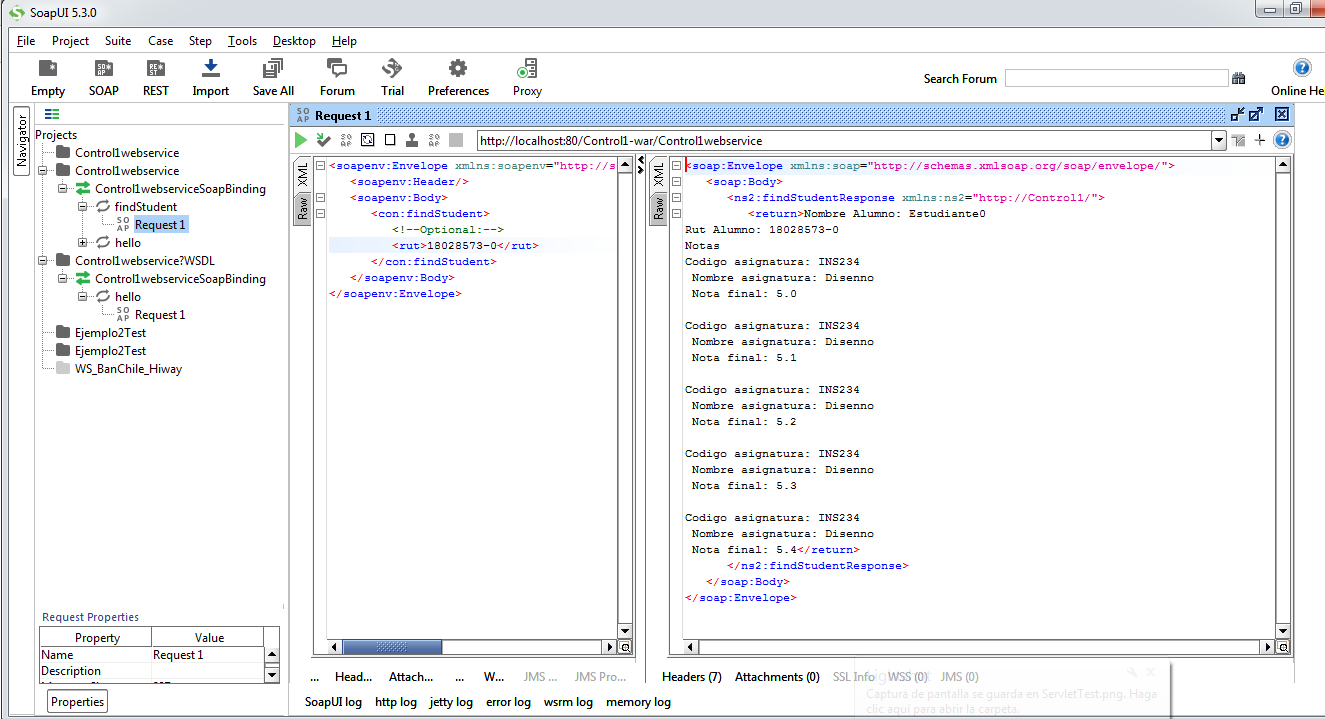 SoapUI 5.3.0
File Project Suite Case Step Tools Desktop Help
Empty SOAP REST Import Save All Forum Trial Preferences Proxy Search Forum Online He
Navigator
Projects
Control1webservice
Control1webservice
Control1webserviceSoapBinding
findStudent
Request 1
hello
Control1webservice?WSDL
Control1webserviceSoapBinding
hello
Request 1
Ejemplo2Test
Ejemplo2Test
WS_BanChile_Hiway
Request Properties
Property Value
Name Request 1
Description
Properties
Request 1
http://localhost:80/Control1-war/Control1webservice
XML
Raw
<soapenv:Envelope xmlns:soapenv="http://s
<soapenv:Header/>
<soapenv:Body>
<con:findStudent>
<!--Optional:-->
<rut>18028573-0</rut>
</con:findStudent>
</soapenv:Body>
</soapenv:Envelope>
XML
Raw
<soap:Envelope xmlns:soap="http://schemas.xmlsoap.org/soap/envelope/">
<soap:Body>
<ns2:findStudentResponse xmlns:ns2="http://Control1/">
<return>Nombre Alumno: Estudiante0
Rut Alumno: 18028573-0
Notas
Codigo asignatura: INS234
Nombre asignatura: Disenno
Nota final: 5.0
Codigo asignatura: INS234
Nombre asignatura: Disenno
Nota final: 5.1
Codigo asignatura: INS234
Nombre asignatura: Disenno
Nota final: 5.2
Codigo asignatura: INS234
Nombre asignatura: Disenno
Nota final: 5.3
Codigo asignatura: INS234
Nombre asignatura: Disenno
Nota final: 5.4</return>
</ns2:findStudentResponse>
</soap:Body>
</soap:Envelope>
... Head... Attach... ... W... JMS ... JMS Pro...
Headers (7) Attachments (0) SSL Info WSS (0) JMS (0)
SoapUI log http log jetty log error log wsrm log memory log
Captura de pantalla se guarda en ServletTest.png. Haga
clic aquí para abrir la carpeta.